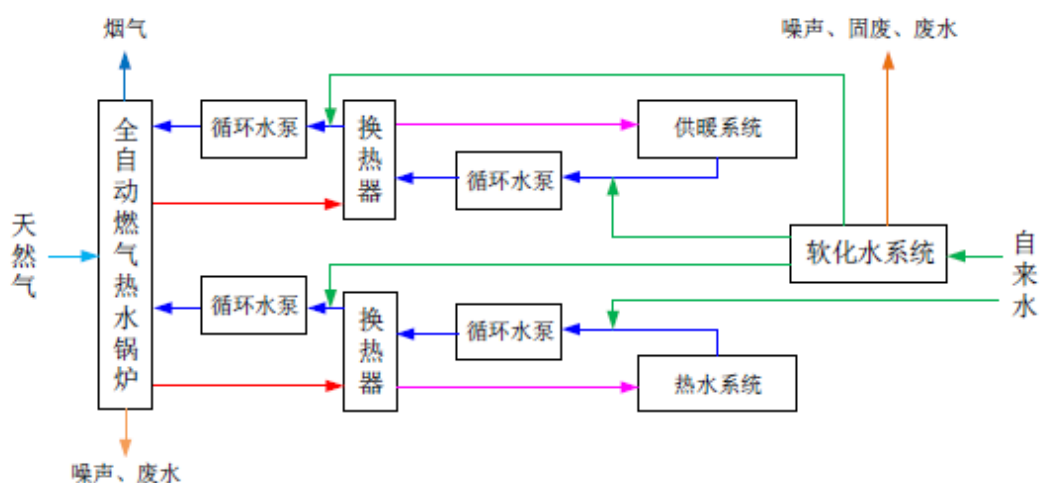 烟气
噪声、固废、废水
全自动燃气热水锅炉
循环水泵
换热器
供暖系统
循环水泵
天然气
软化水系统
自来水
循环水泵
换热器
循环水泵
热水系统
噪声、废水